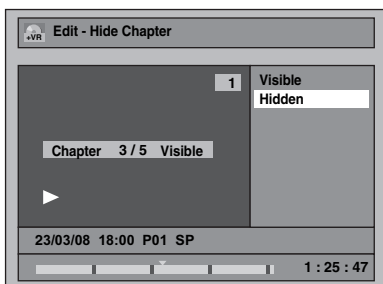 +VR Edit - Hide Chapter
1
Visible
Hidden
Chapter 3 / 5 Visible
23/03/08 18:00 P01 SP
1 : 25 : 47